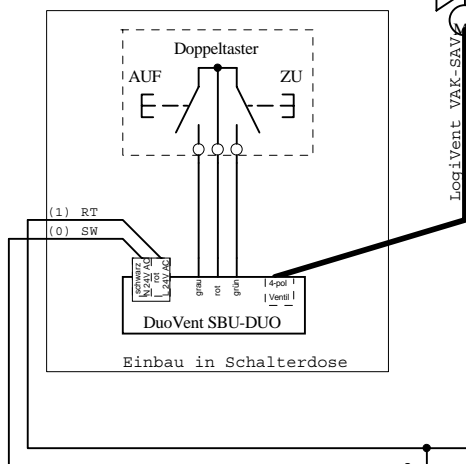 Doppeltaster
AUF
ZU
LogiVent VAK-SAV
(1) RT
(0) SW
schwarz
N 24V AC
rot
L 24V AC
grau
rot
grün
4-pol
Ventil
DuoVent SBU-DUO
Einbau in Schalterdose